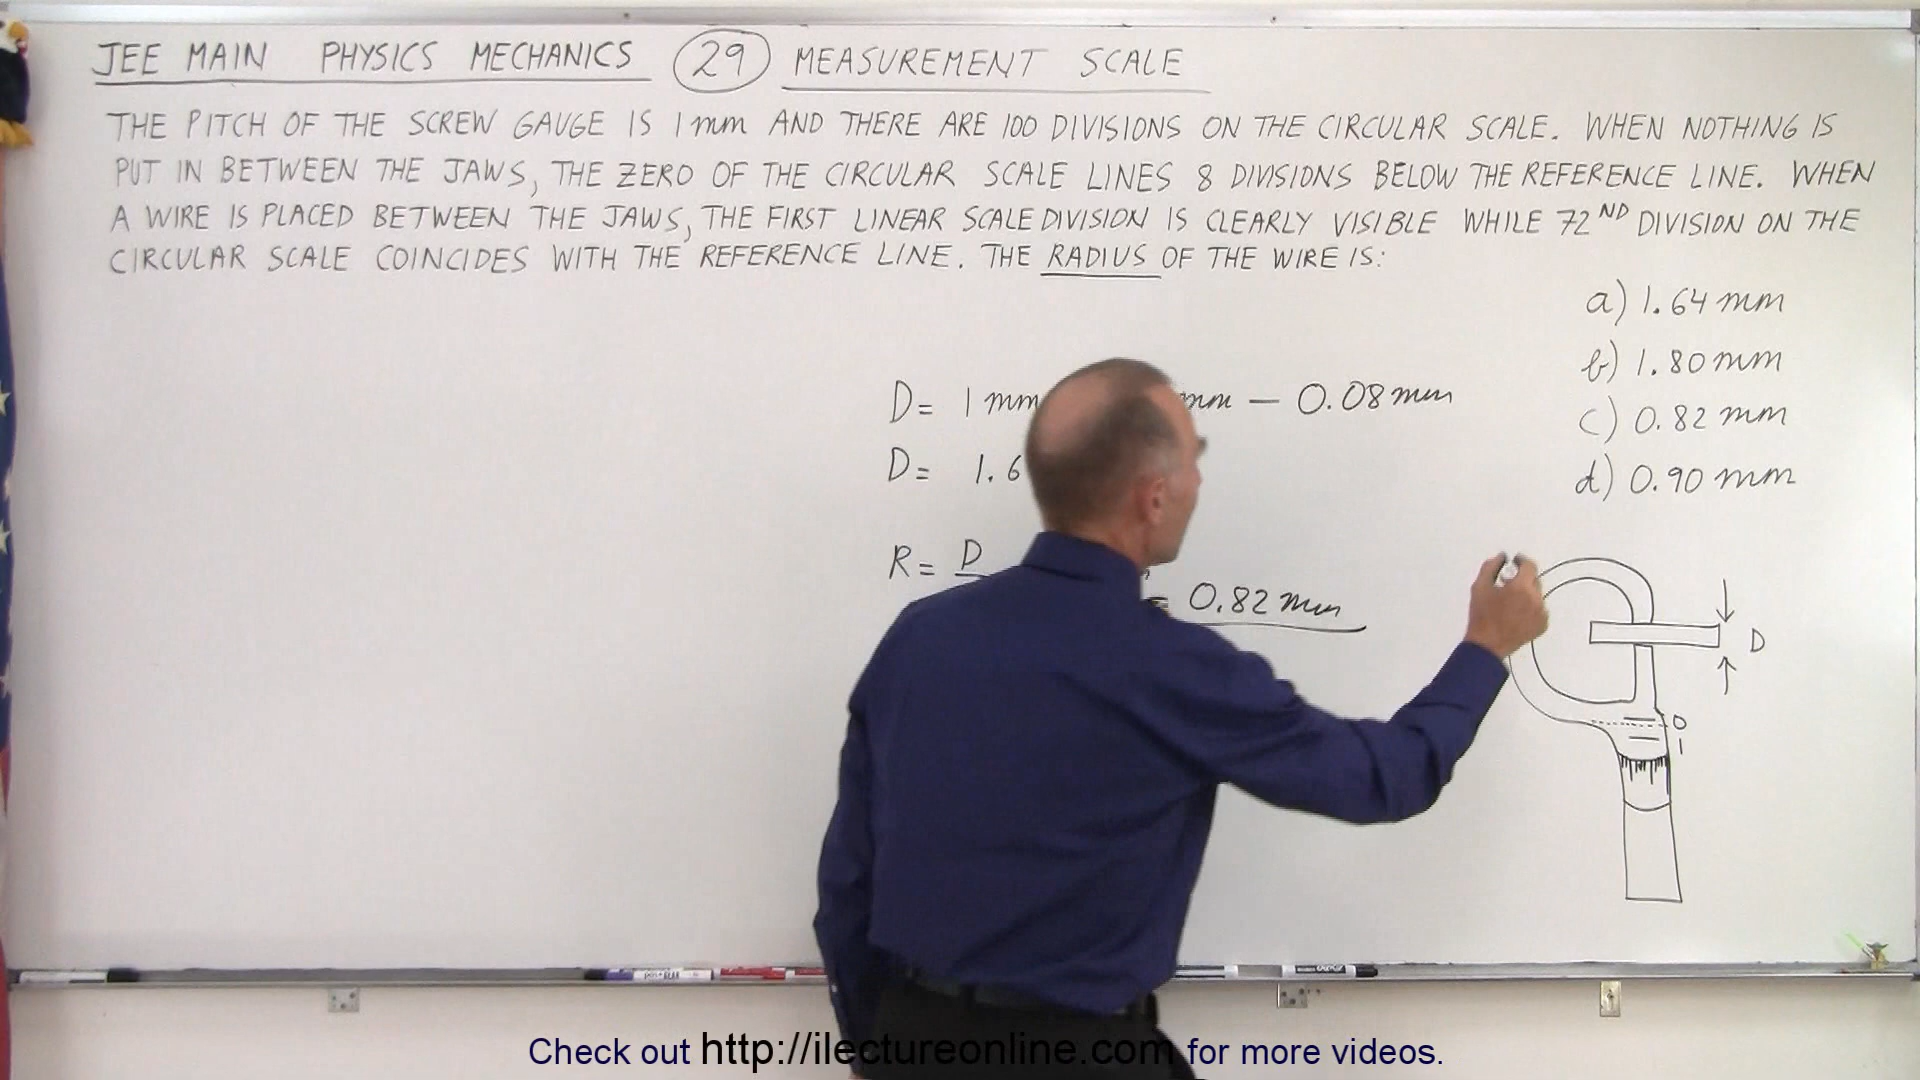 JEE MAIN PHYSICS MECHANICS 29 MEASUREMENT SCALE
THE PITCH OF THE SCREW GAUGE IS 1mm AND THERE ARE 100 DIVISIONS ON THE CIRCULAR SCALE. WHEN NOTHING IS
PUT IN BETWEEN THE JAWS, THE ZERO OF THE CIRCULAR SCALE LINES 8 DIVISIONS BELOW THE REFERENCE LINE. WHEN
A WIRE IS PLACED BETWEEN THE JAWS, THE FIRST LINEAR SCALE DIVISION IS CLEARLY VISIBLE WHILE 72ND DIVISION ON THE
CIRCULAR SCALE COINCIDES WITH THE REFERENCE LINE. THE RADIUS OF THE WIRE IS:
a) 1.64 mm
b) 1.80 mm
c) 0.82 mm
d) 0.90 mm
D = 1 mm mm — 0.08 mm
D = 1.6
R = D
= 0.82 mm
D
0
1
Check out http://ilectureonline.com for more videos.